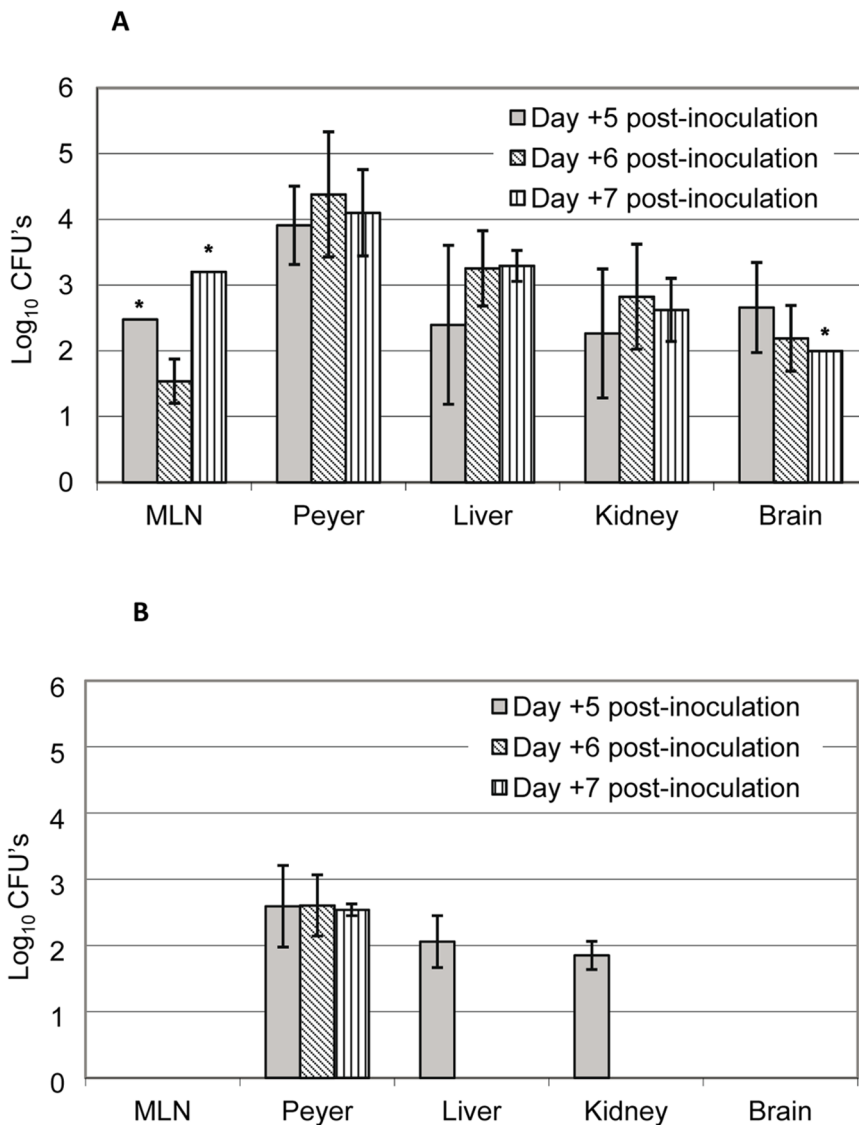 A
6
5
4
3
2
1
0
Log₁₀ CFU's
Day +5 post-inoculation
Day +6 post-inoculation
Day +7 post-inoculation
*
*
*
MLN Peyer Liver Kidney Brain
B
6
5
4
3
2
1
0
Log₁₀ CFU's
Day +5 post-inoculation
Day +6 post-inoculation
Day +7 post-inoculation
MLN Peyer Liver Kidney Brain